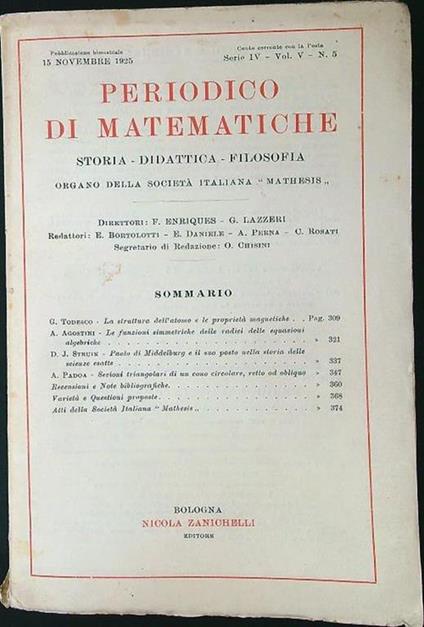 Pubblicazione bimestrale
Conto corrente con la Posta
15 NOVEMBRE 1925
Serie IV - Vol. V - N. 5
PERIODICO
DI MATEMATICHE
STORIA - DIDATTICA - FILOSOFIA
ORGANO DELLA SOCIETÀ ITALIANA " MATHESIS „
DIRETTORI: F. ENRIQUES - G. LAZZERI
Redattori: E. BORTOLOTTI - E. DANIELE - A. PERNA - C. ROSATI
Segretario di Redazione: O. CHISINI
SOMMARIO
G. TODESCO - La struttura dell'atomo e le proprietà magnetiche . . Pag. 309
A. AGOSTINI - Le funzioni simmetriche delle radici delle equazioni
algebriche . . . . . . . . . . . . . . . . . . . . » 321
D. J. STRUIK - Paolo di Middelburg e il suo posto nella storia delle
scienze esatte . . . . . . . . . . . . . . . . . . . » 337
A. PADOA - Sezioni triangolari di un cono circolare, retto od obliquo » 347
Recensioni e Note bibliografiche. . . . . . . . . . . . . . . » 360
Varietà e Questioni proposte. . . . . . . . . . . . . . . . » 368
Atti della Società Italiana " Mathesis „ . . . . . . . . . . . . » 374
BOLOGNA
NICOLA ZANICHELLI
EDITORE